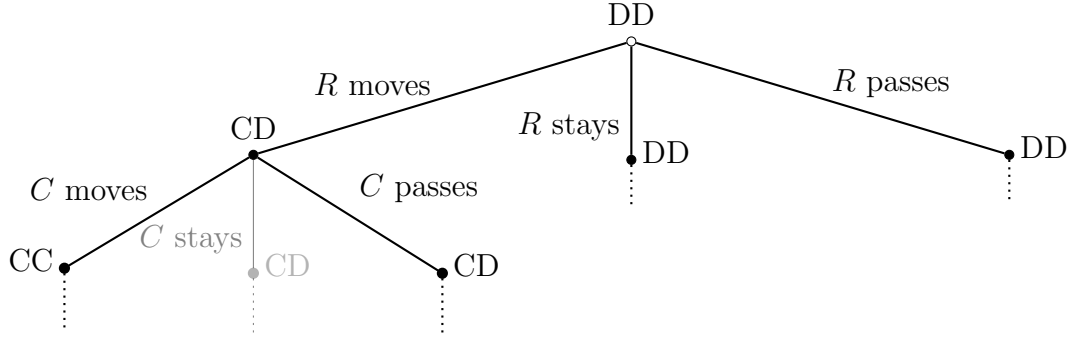 DD
R moves
R passes
CD
R stays
DD
DD
C moves
C passes
C stays
CC
CD
CD